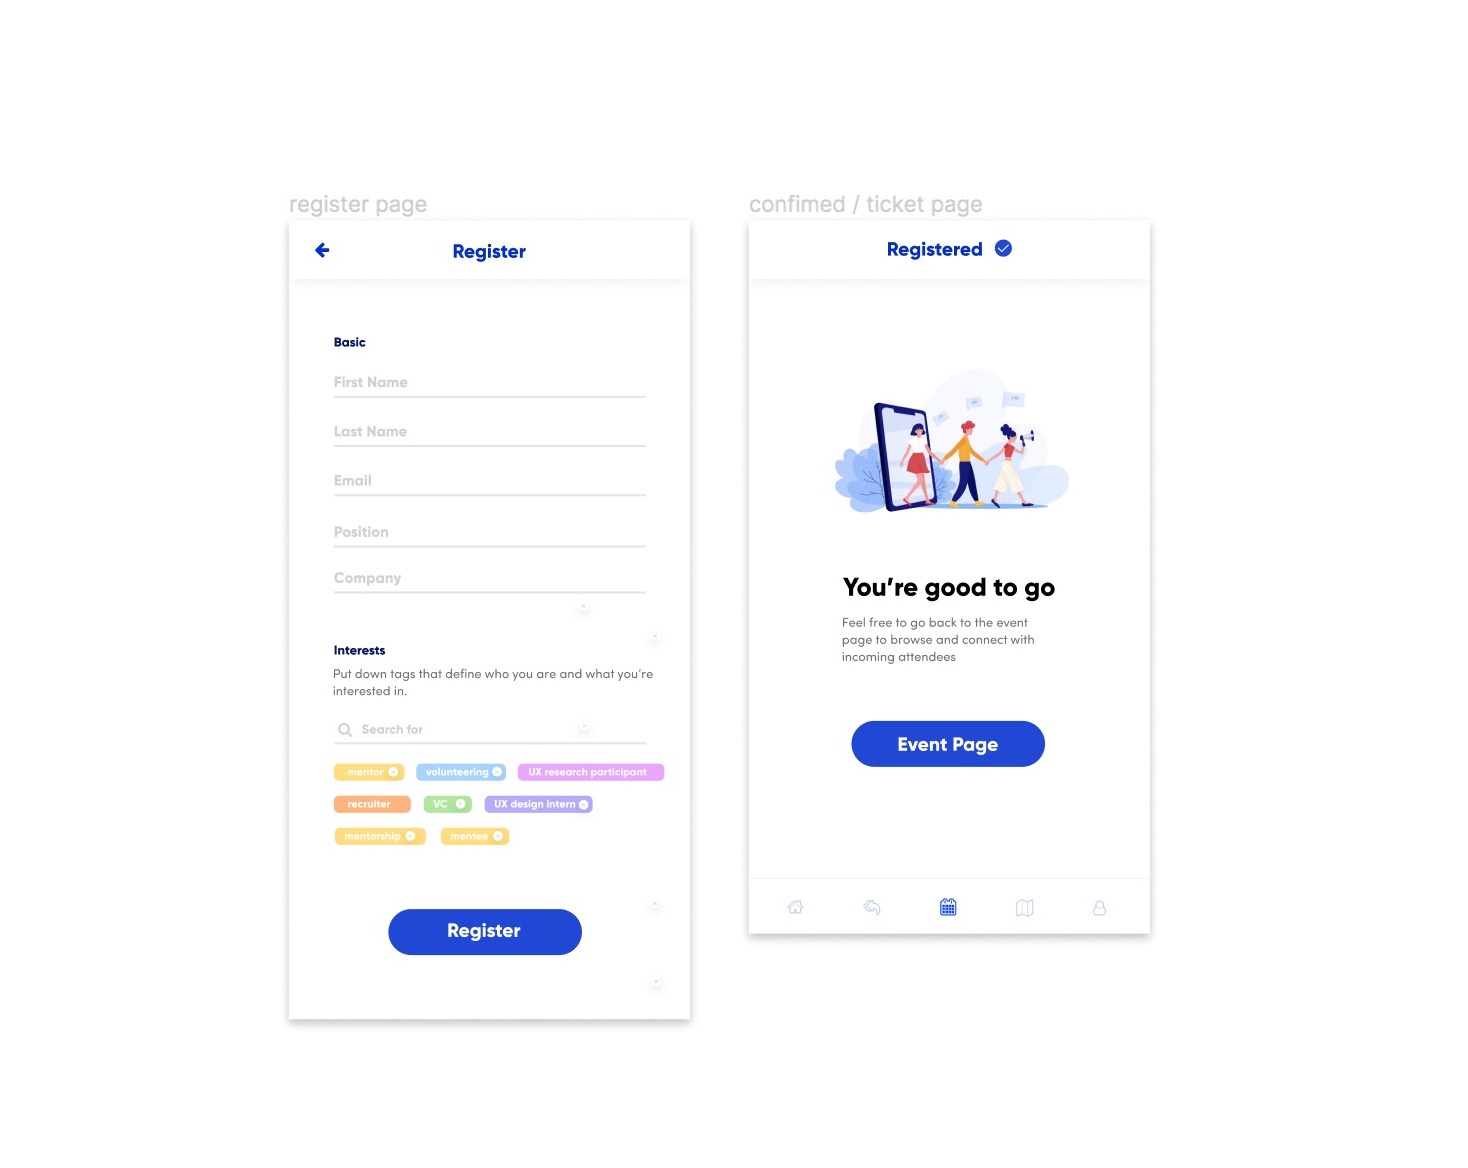 register page
Register
Basic
First Name
Last Name
Email
Position
Company
Interests
Put down tags that define who you are and what you're
interested in.
Search for
mentor volunteering UX research participant
recruiter VC UX design intern
mentorship mentee
Register
confimed / ticket page
Registered
You're good to go
Feel free to go back to the event
page to browse and connect with
incoming attendees
Event Page